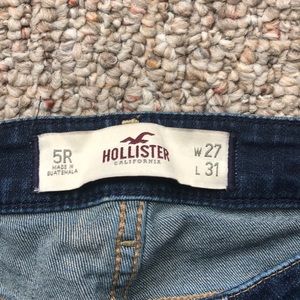 5R
MADE IN
GUATEMALA
HOLLISTER
CALIFORNIA
W 27
L 31